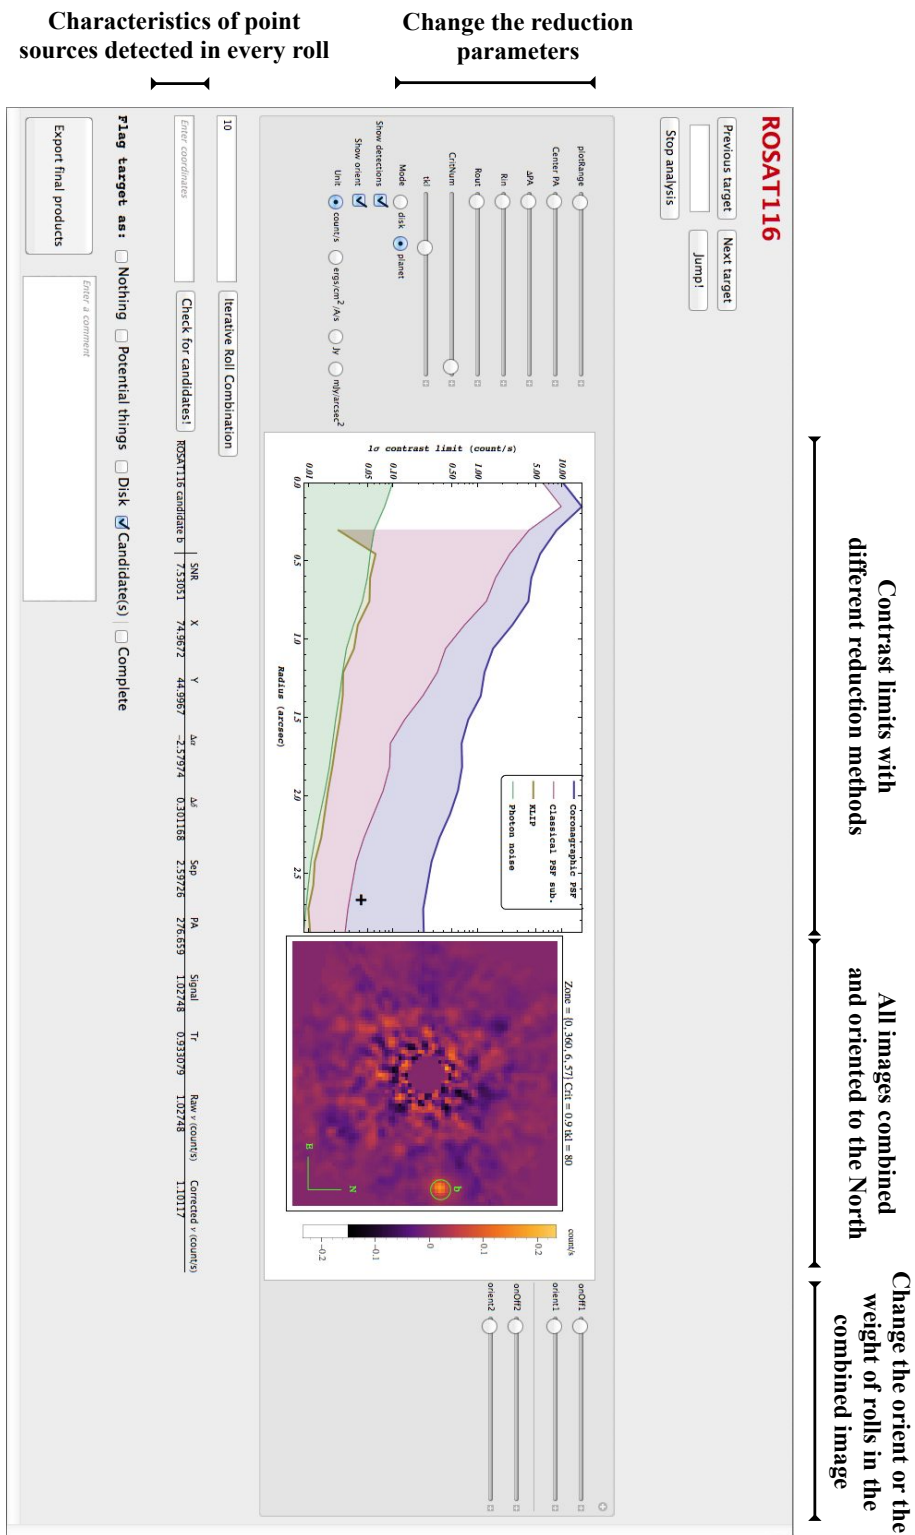 Characteristics of point
sources detected in every roll
Change the reduction
parameters
Contrast limits with
different reduction methods
All images combined
and oriented to the North
Change the orient or the
weight of rolls in the
combined image
ROSAT116
Previous target
Next target
Jump!
Stop analysis
plotRange
Center PA
ΔPA
Rin
Rout
CritNum
tkl
Mode
disk
planet
Show detections
Show orient
Unit
count/s
ergs/cm²/A/s
Jy
mJy/arcsec²
1σ contrast limit (count/s)
10.00
5.00
1.00
0.50
0.10
0.05
0.01
0.0
0.5
1.0
1.5
2.0
2.5
Radius (arcsec)
Coronagraphic PSF
Classical PSF sub.
KLIP
Photon noise
Zone = {0, 360, 6, 57} Crit = 0.9 tkl = 80
b
N
E
count/s
0.2
0.1
0
-0.1
-0.2
onOff1
orient1
onOff2
orient2
10
Iterative Roll Combination
Enter coordinates
Check for candidates!
SNR X Y Δα Δδ Sep PA Signal Tr Raw ν (count/s) Corrected ν (count/s)
ROSAT116 candidate b 7.53051 74.9672 44.9967 -2.57974 0.301168 2.59726 276.659 1.02748 0.933079 1.02748 1.10117
Flag target as: Nothing Potential things Disk Candidate(s) Complete
Export final products
Enter a comment